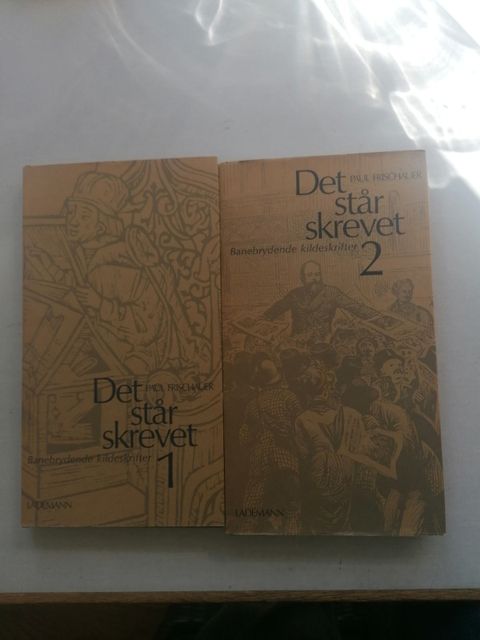 Det PAUL FRISCHAUER
står
skrevet
Banebrydende kildeskrifter 1
LADEMANN
Det PAUL FRISCHAUER
står
skrevet
Banebrydende kildeskrifter 2
LADEMANN